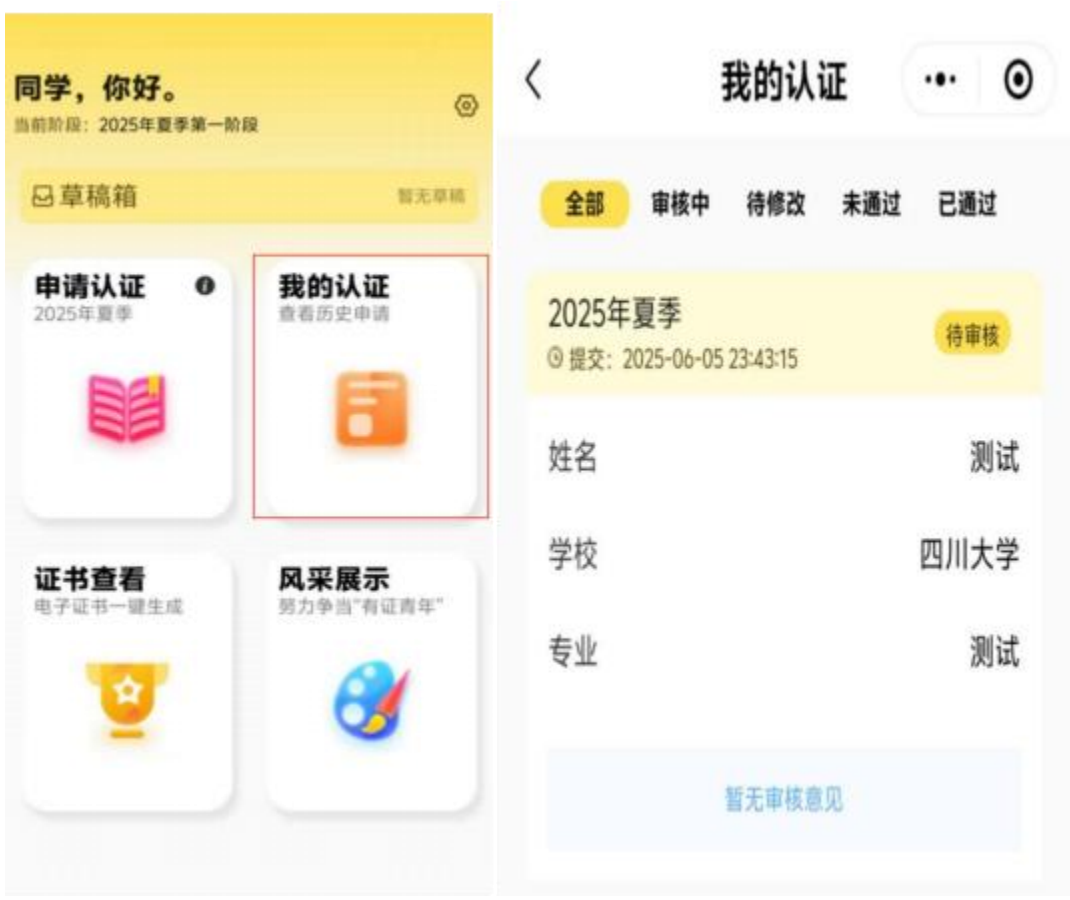 同学，你好。
当前阶段：2025年夏季第一阶段
草稿箱
暂无草稿
申请认证
2025年夏季
我的认证
查看历史申请
证书查看
电子证书一键生成
风采展示
努力争当“有证青年”
我的认证
全部 审核中 待修改 未通过 已通过
2025年夏季
待审核
提交：2025-06-05 23:43:15
姓名 测试
学校 四川大学
专业 测试
暂无审核意见